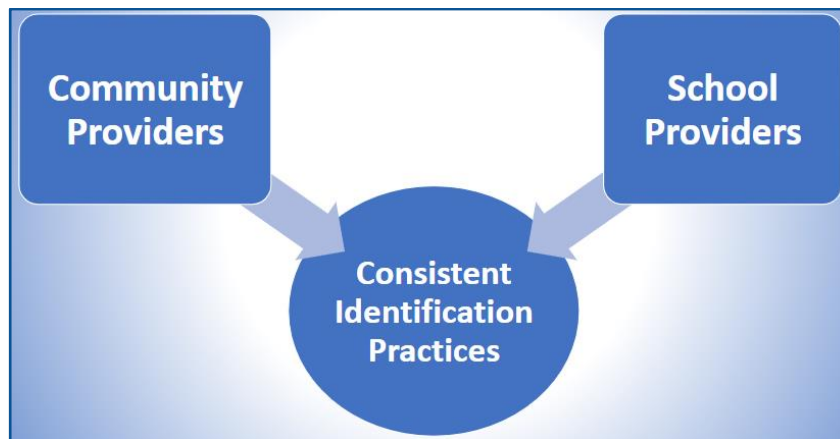 Community
Providers
School
Providers
Consistent
Identification
Practices